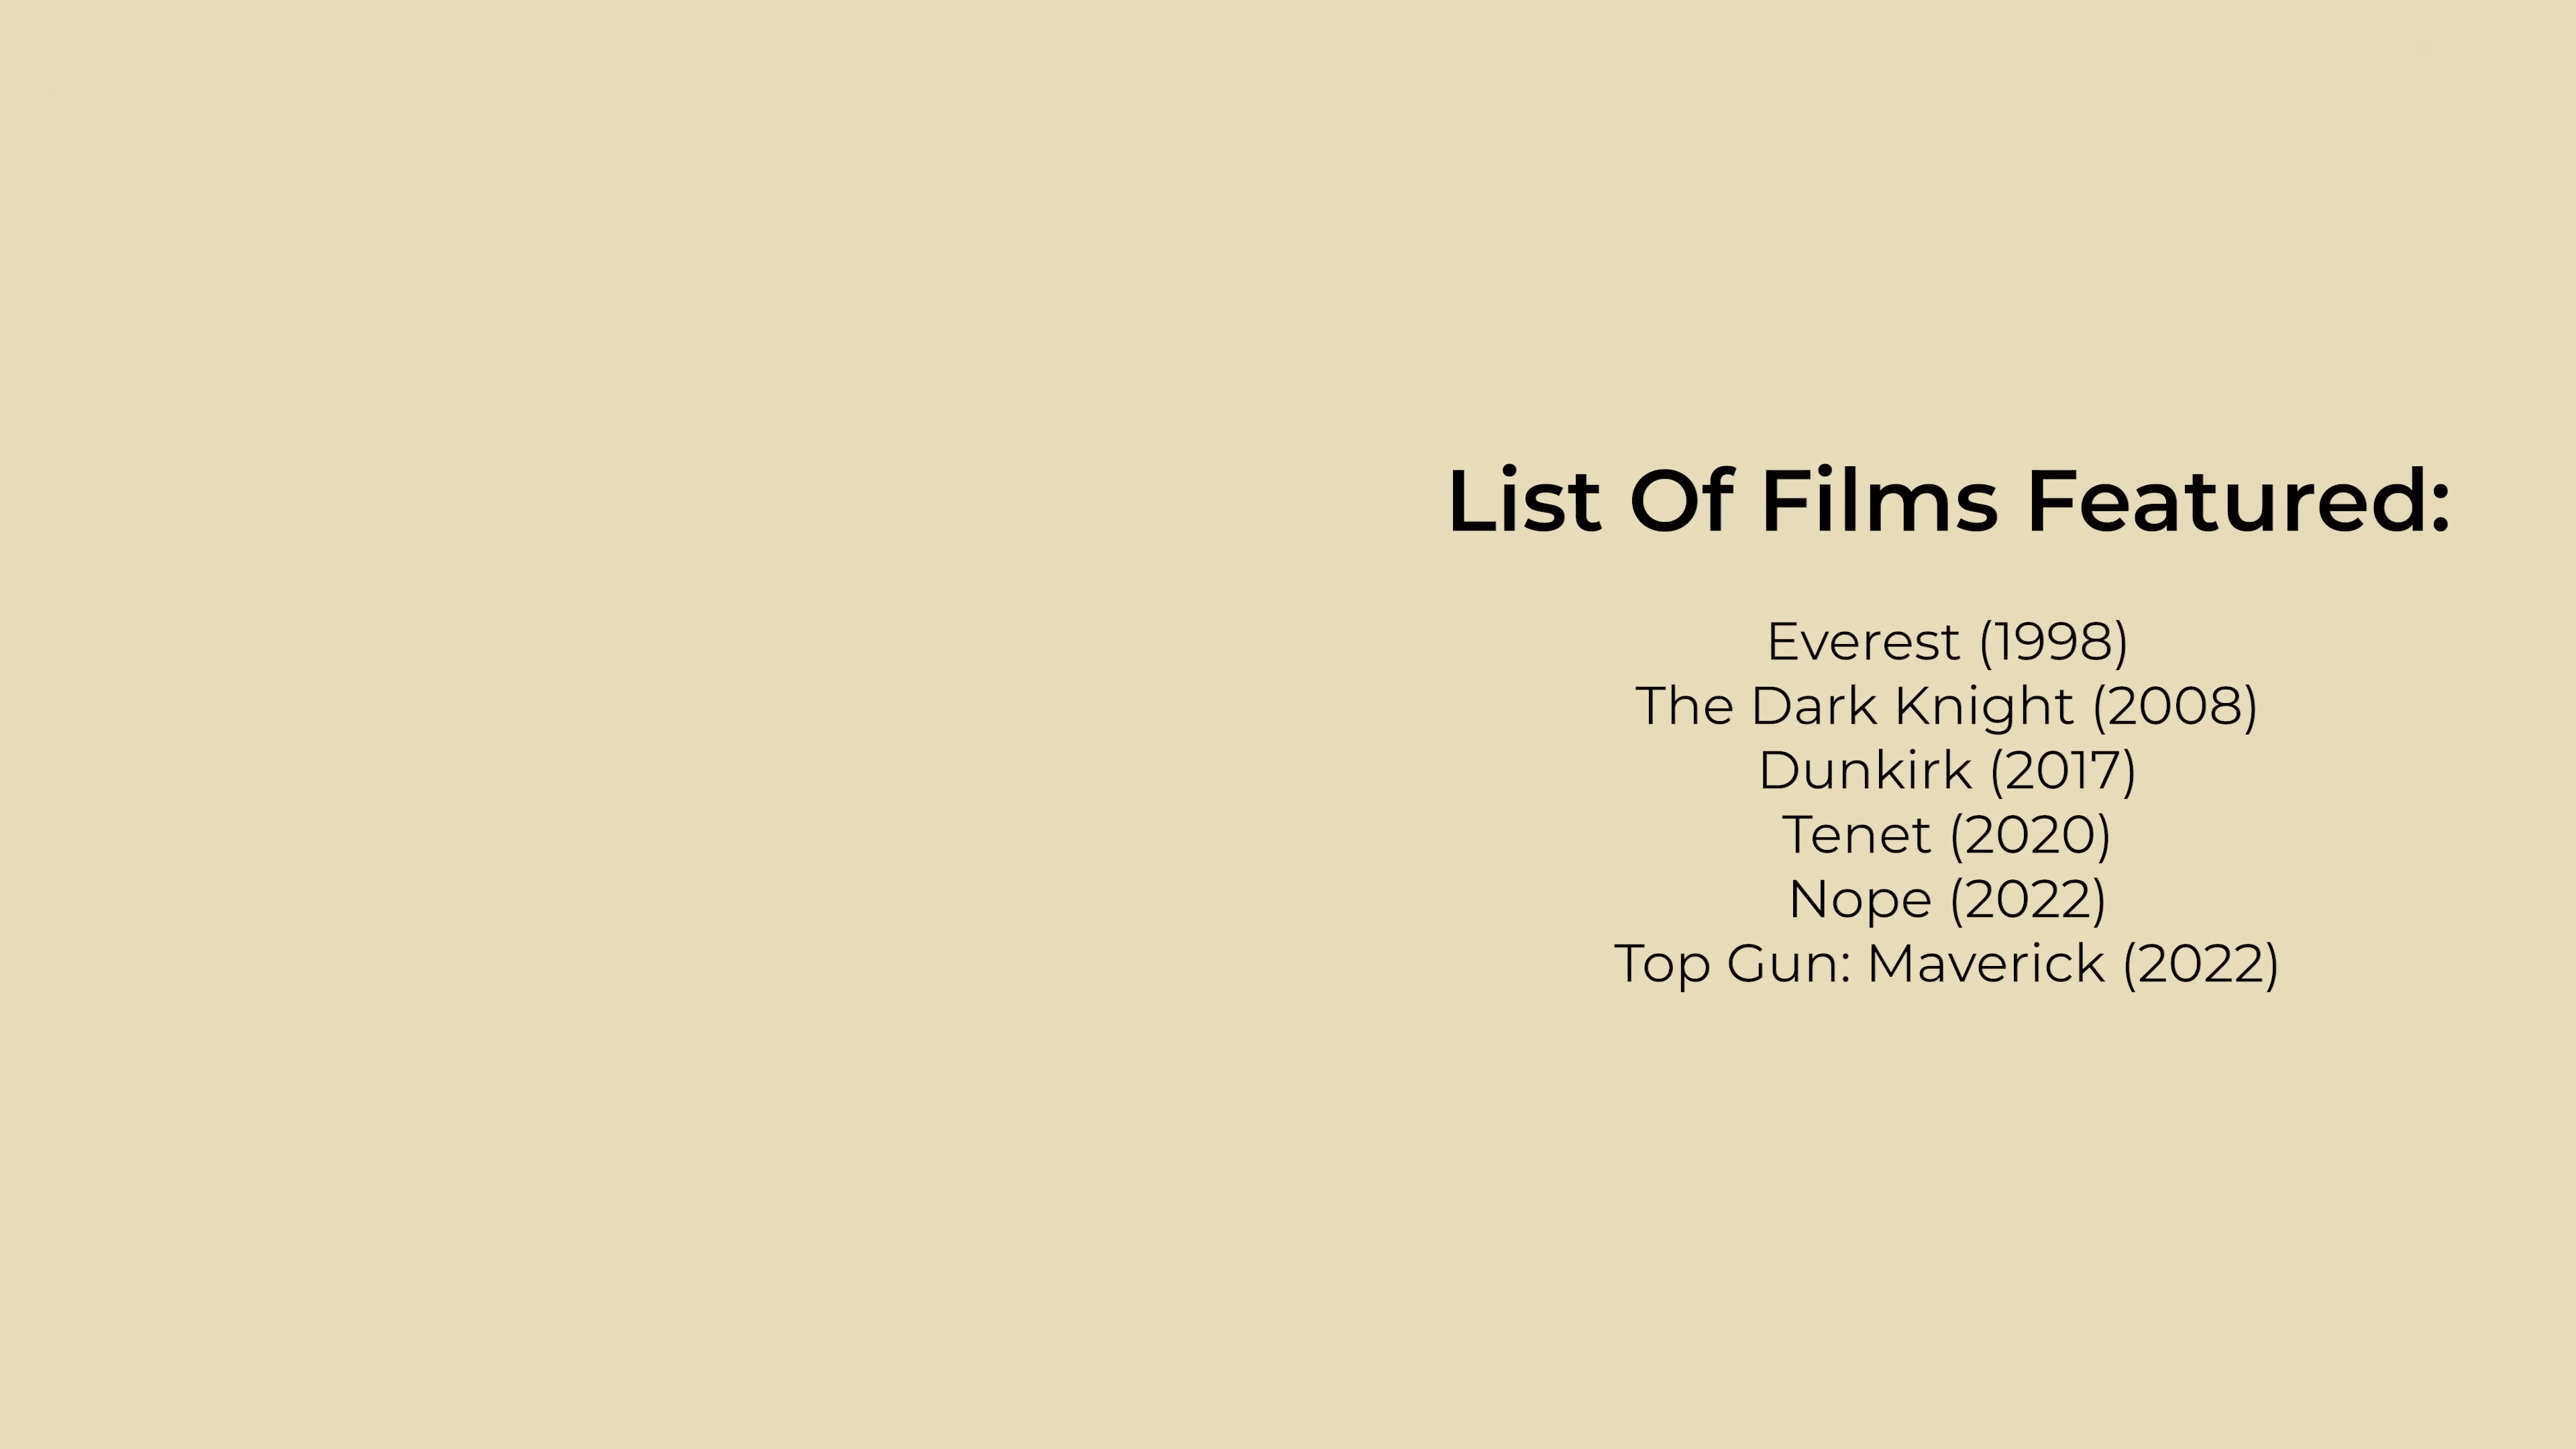 List Of Films Featured:
Everest (1998)
The Dark Knight (2008)
Dunkirk (2017)
Tenet (2020)
Nope (2022)
Top Gun: Maverick (2022)